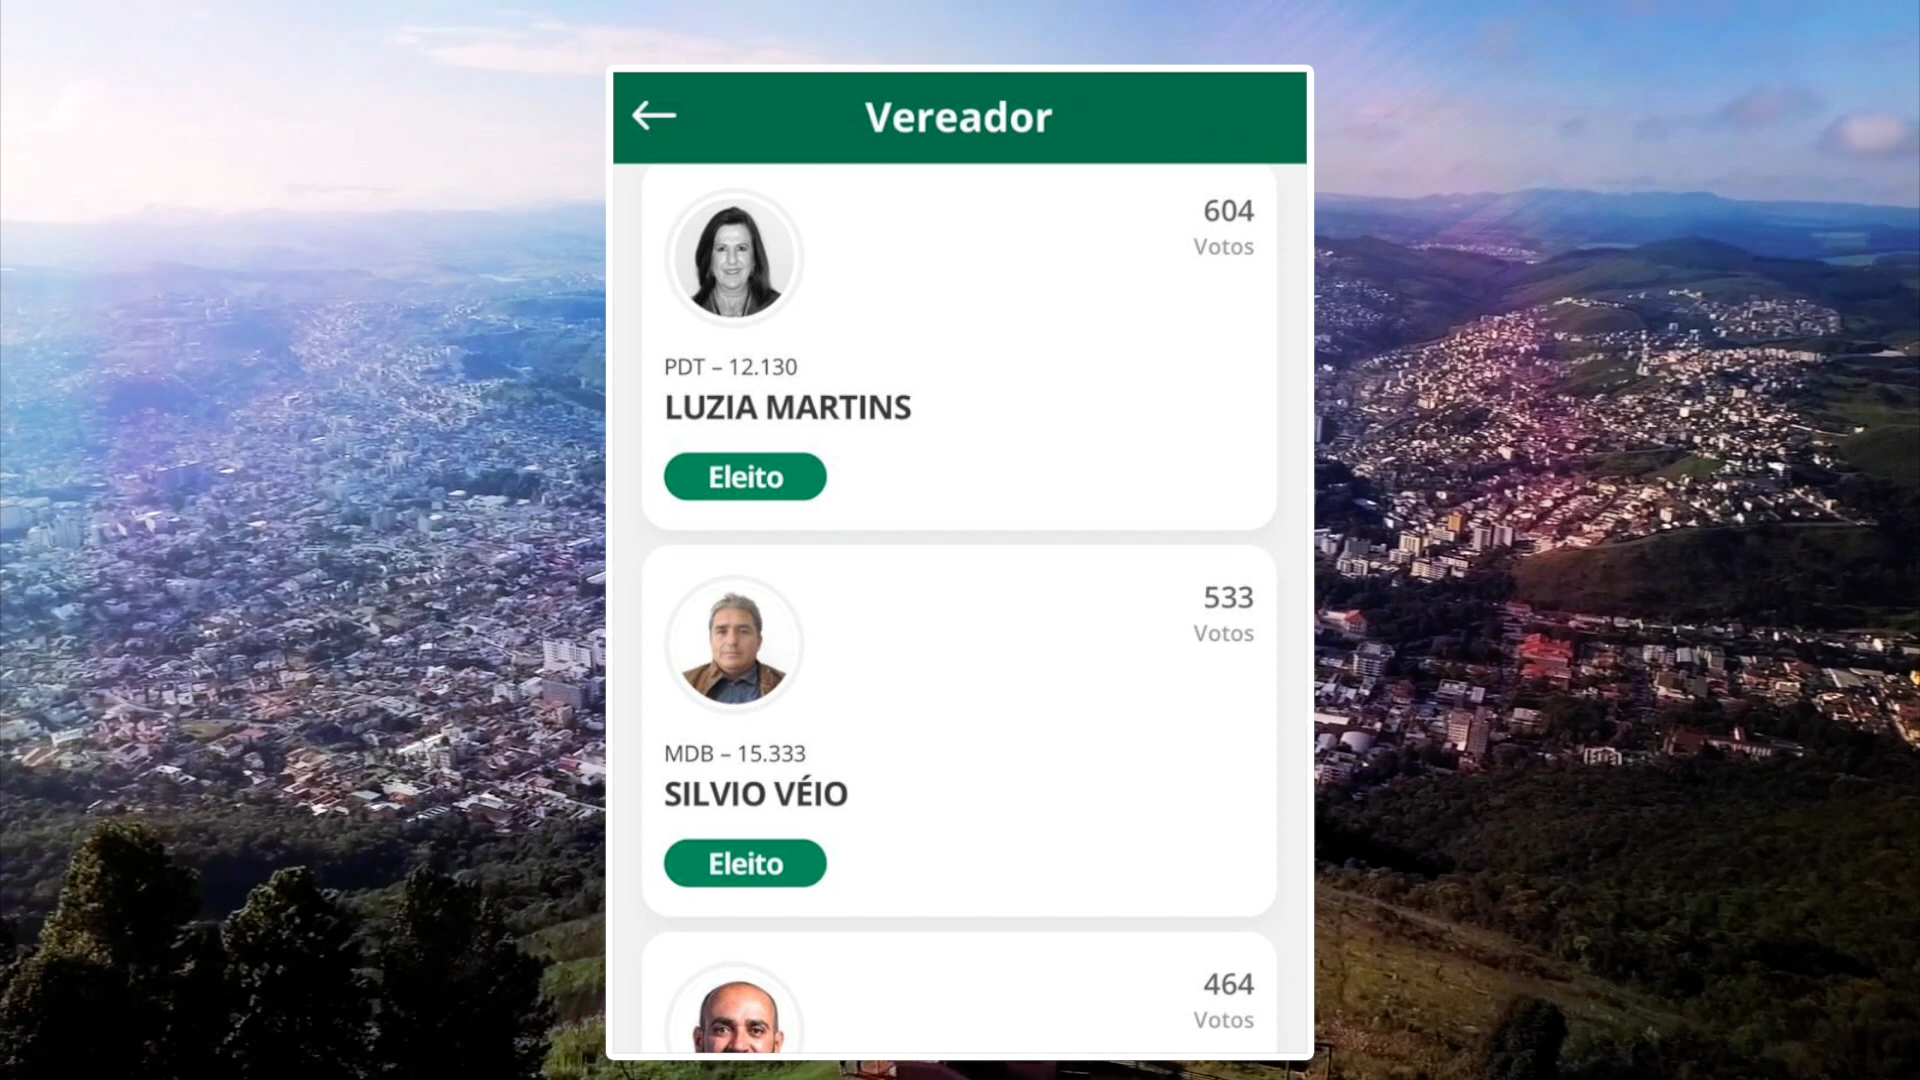 Vereador
604
Votos
PDT – 12.130
LUZIA MARTINS
Eleito
533
Votos
MDB – 15.333
SILVIO VÉIO
Eleito
464
Votos